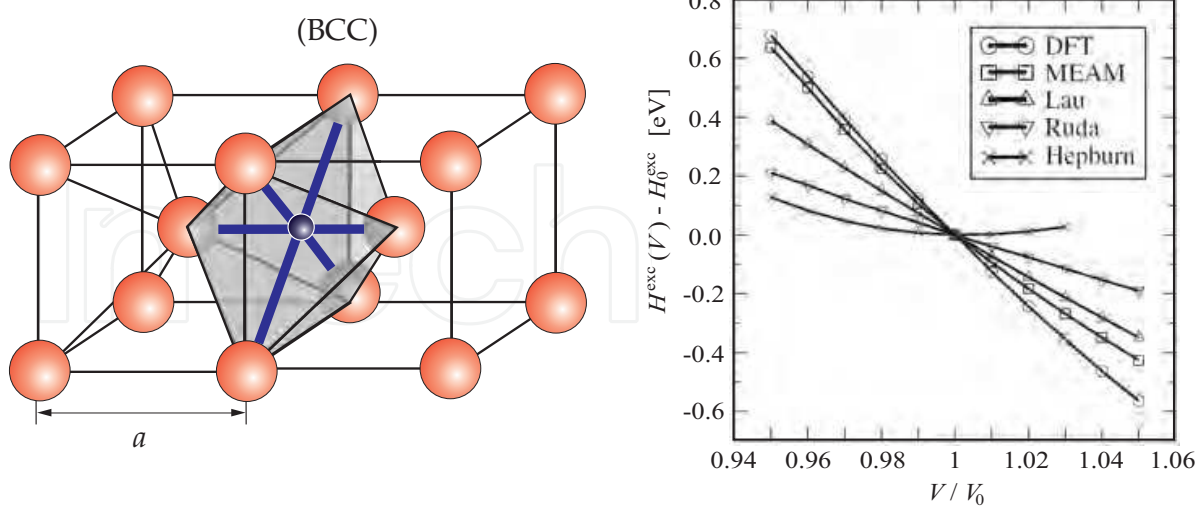 (BCC)
InTech
a
0.8
0.6
0.4
0.2
0.0
-0.2
-0.4
-0.6
H^exc(V) - H_0^exc [eV]
DFT
MEAM
Lau
Ruda
Hepburn
0.94 0.96 0.98 1 1.02 1.04 1.06
V / V_0